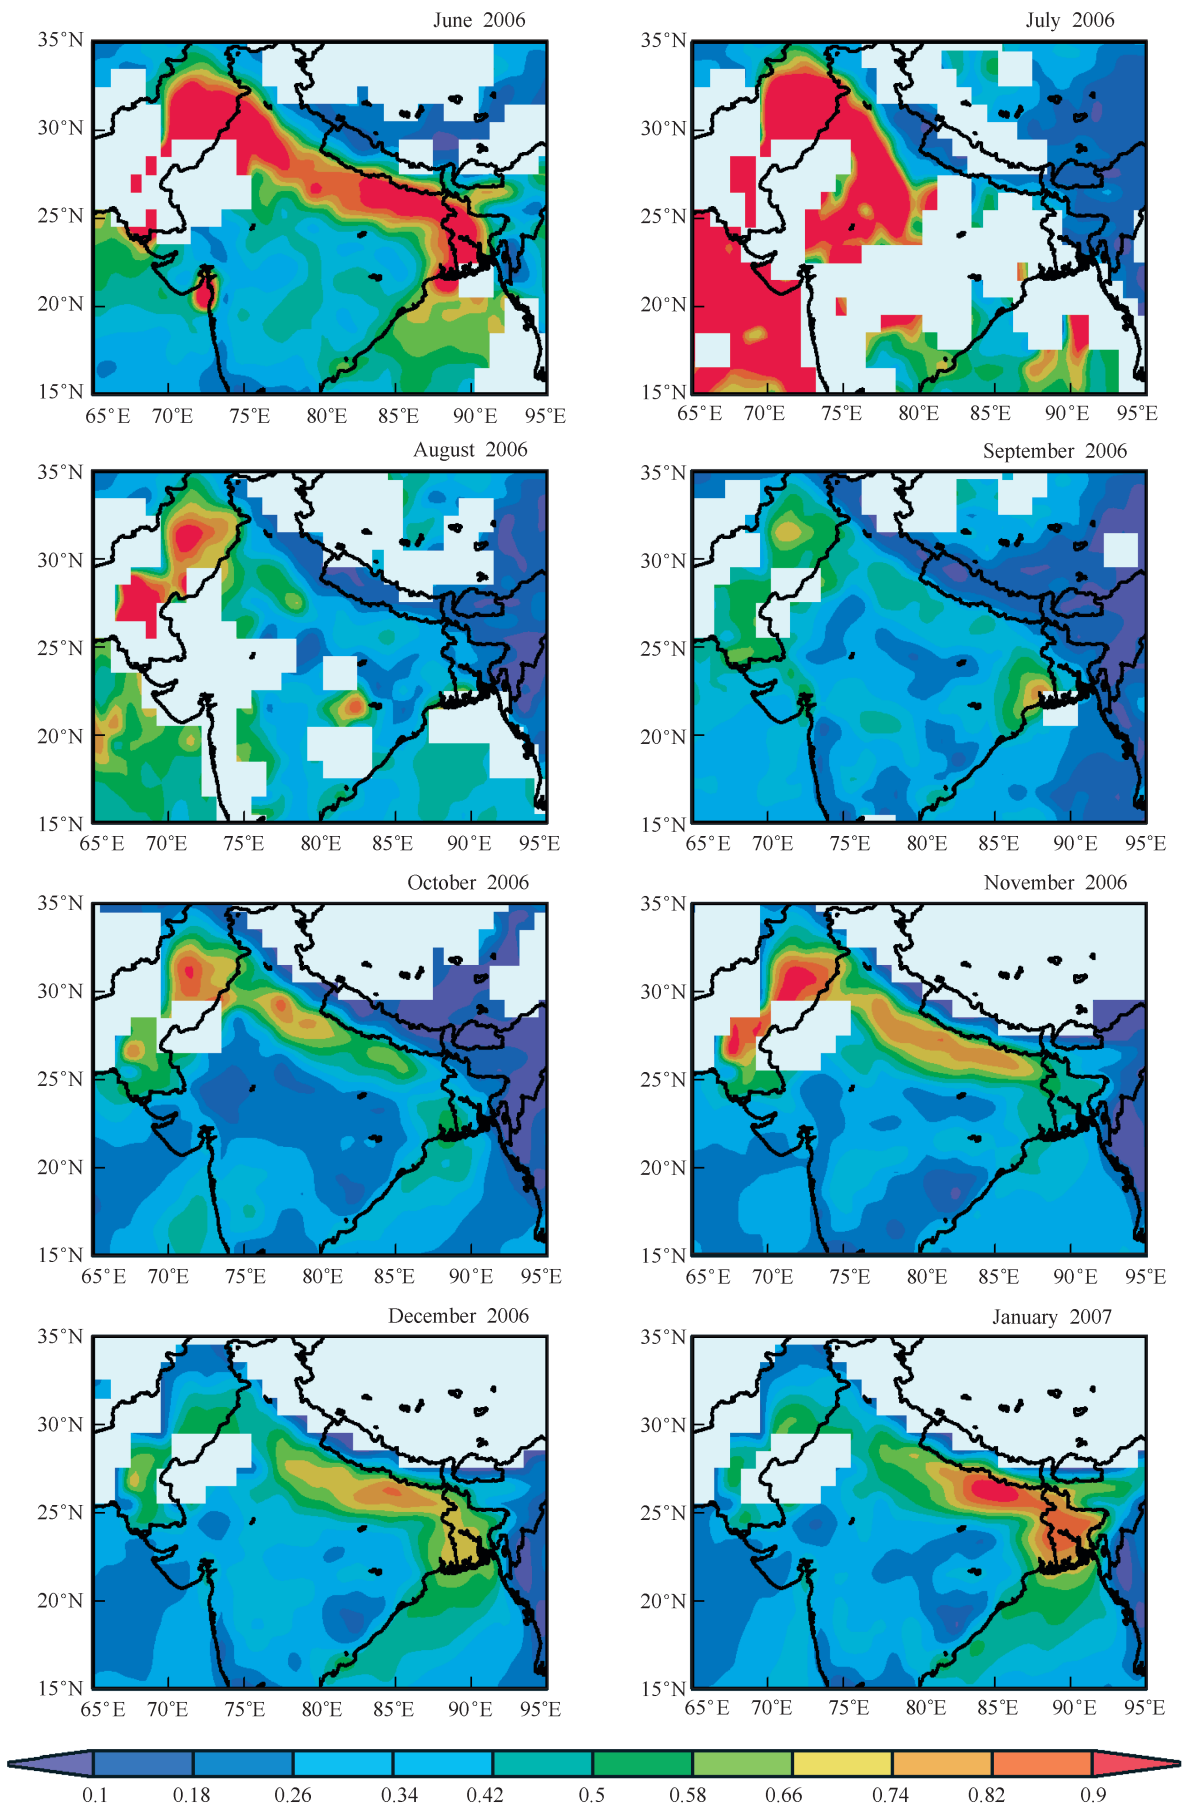 June 2006 July 2006
35°N 35°N
30°N 30°N
25°N 25°N
20°N 20°N
15°N 15°N
65°E 70°E 75°E 80°E 85°E 90°E 95°E 65°E 70°E 75°E 80°E 85°E 90°E 95°E
August 2006 September 2006
35°N 35°N
30°N 30°N
25°N 25°N
20°N 20°N
15°N 15°N
65°E 70°E 75°E 80°E 85°E 90°E 95°E 65°E 70°E 75°E 80°E 85°E 90°E 95°E
October 2006 November 2006
35°N 35°N
30°N 30°N
25°N 25°N
20°N 20°N
15°N 15°N
65°E 70°E 75°E 80°E 85°E 90°E 95°E 65°E 70°E 75°E 80°E 85°E 90°E 95°E
December 2006 January 2007
35°N 35°N
30°N 30°N
25°N 25°N
20°N 20°N
15°N 15°N
65°E 70°E 75°E 80°E 85°E 90°E 95°E 65°E 70°E 75°E 80°E 85°E 90°E 95°E
0.1 0.18 0.26 0.34 0.42 0.5 0.58 0.66 0.74 0.82 0.9